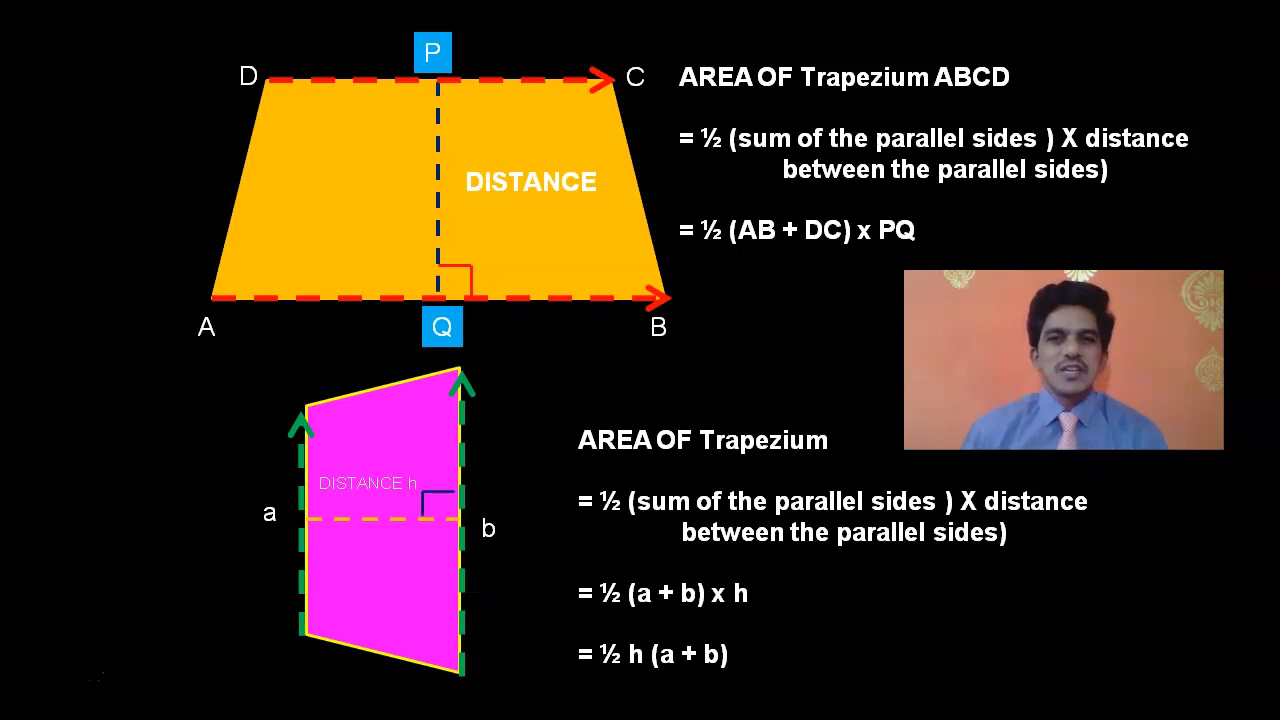 P
D
C
DISTANCE
A
Q
B
AREA OF Trapezium ABCD
= ½ (sum of the parallel sides ) X distance
between the parallel sides)
= ½ (AB + DC) x PQ
DISTANCE h
a
b
AREA OF Trapezium
= ½ (sum of the parallel sides ) X distance
between the parallel sides)
= ½ (a + b) x h
= ½ h (a + b)